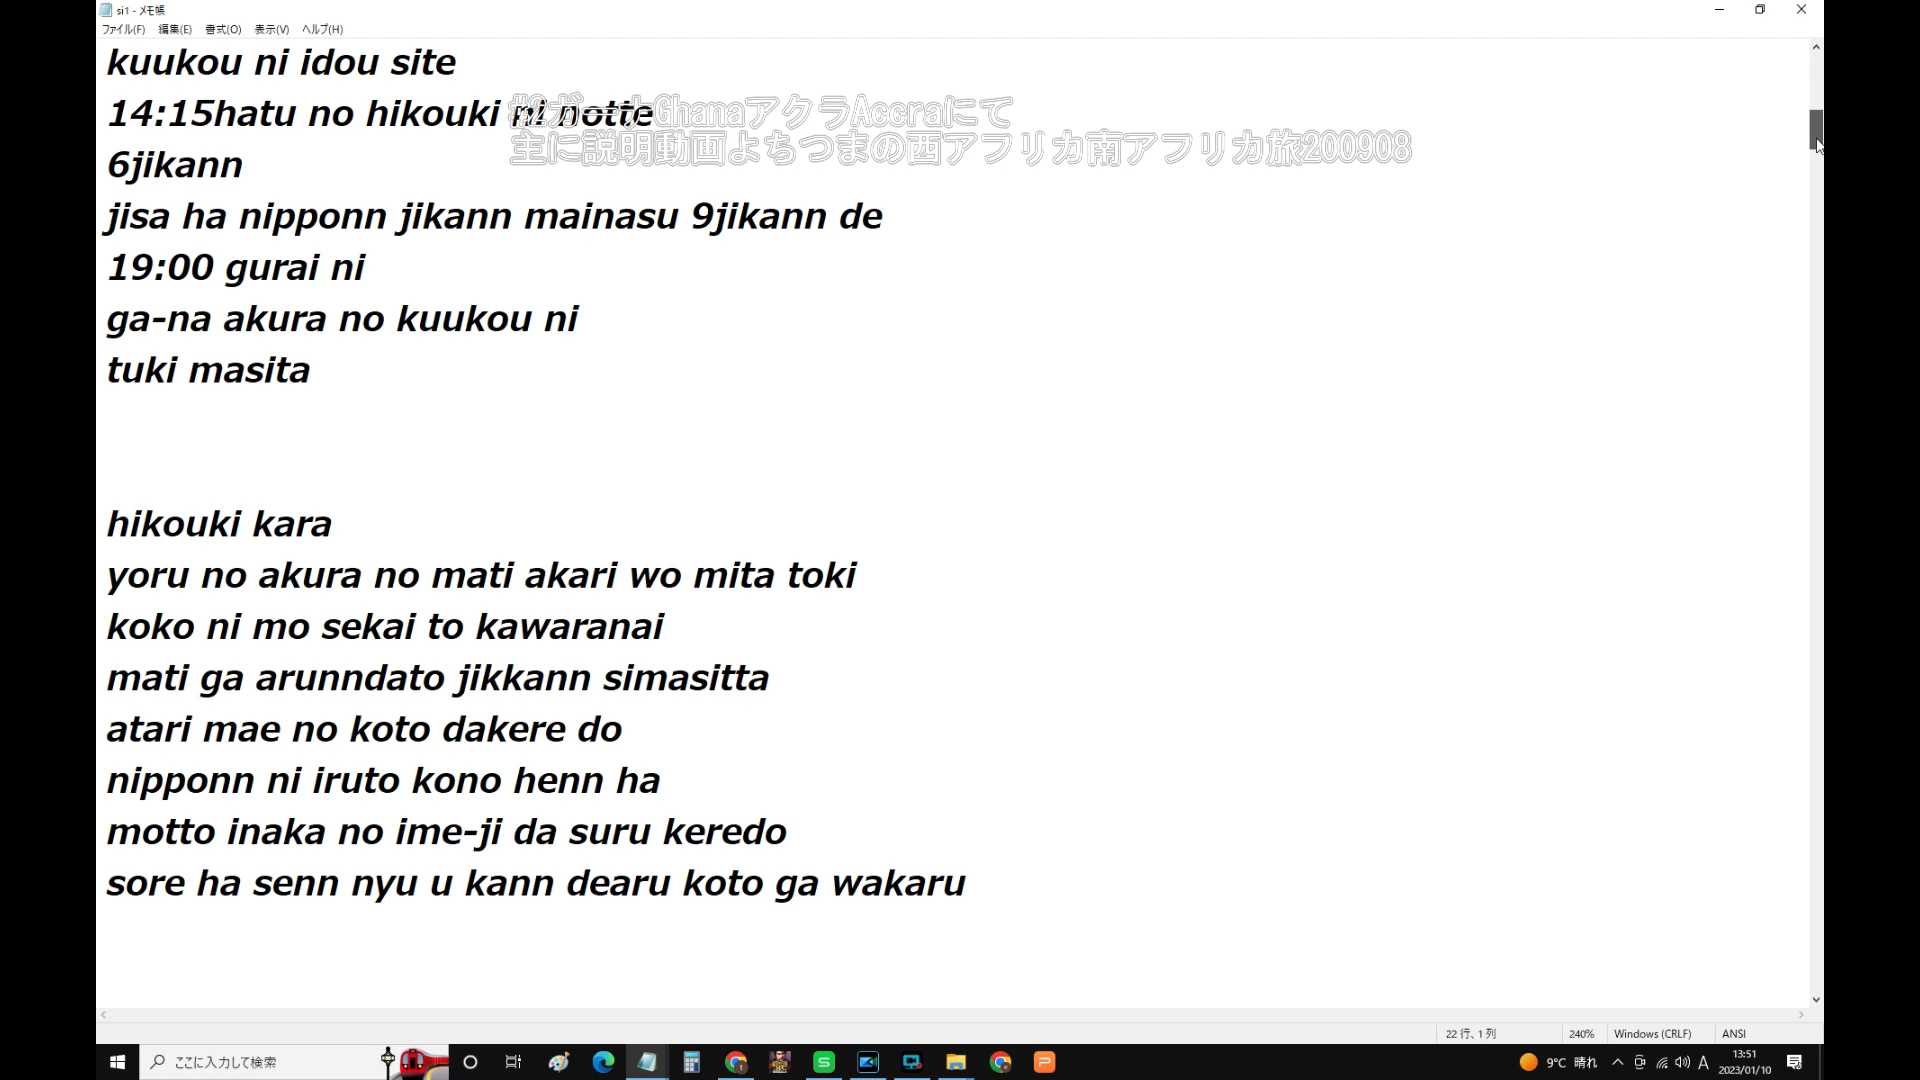 si1 - メモ帳
ファイル(F) 編集(E) 書式(O) 表示(V) ヘルプ(H)
kuukou ni idou site
14:15hatu no hikouki ni notte
#2ガーナGhanaアクラAccraにて
主に説明動画よちつまの西アフリカ南アフリカ旅200908
6jikann
jisa ha nipponn jikann mainasu 9jikann de
19:00 gurai ni
ga-na akura no kuukou ni
tuki masita
hikouki kara
yoru no akura no mati akari wo mita toki
koko ni mo sekai to kawaranai
mati ga arunndato jikkann simasitta
atari mae no koto dakere do
nipponn ni iruto kono henn ha
motto inaka no ime-ji da suru keredo
sore ha senn nyu u kann dearu koto ga wakaru
22 行、1 列 240% Windows (CRLF) ANSI
ここに入力して検索
9°C 晴れ A 13:51
2023/01/10